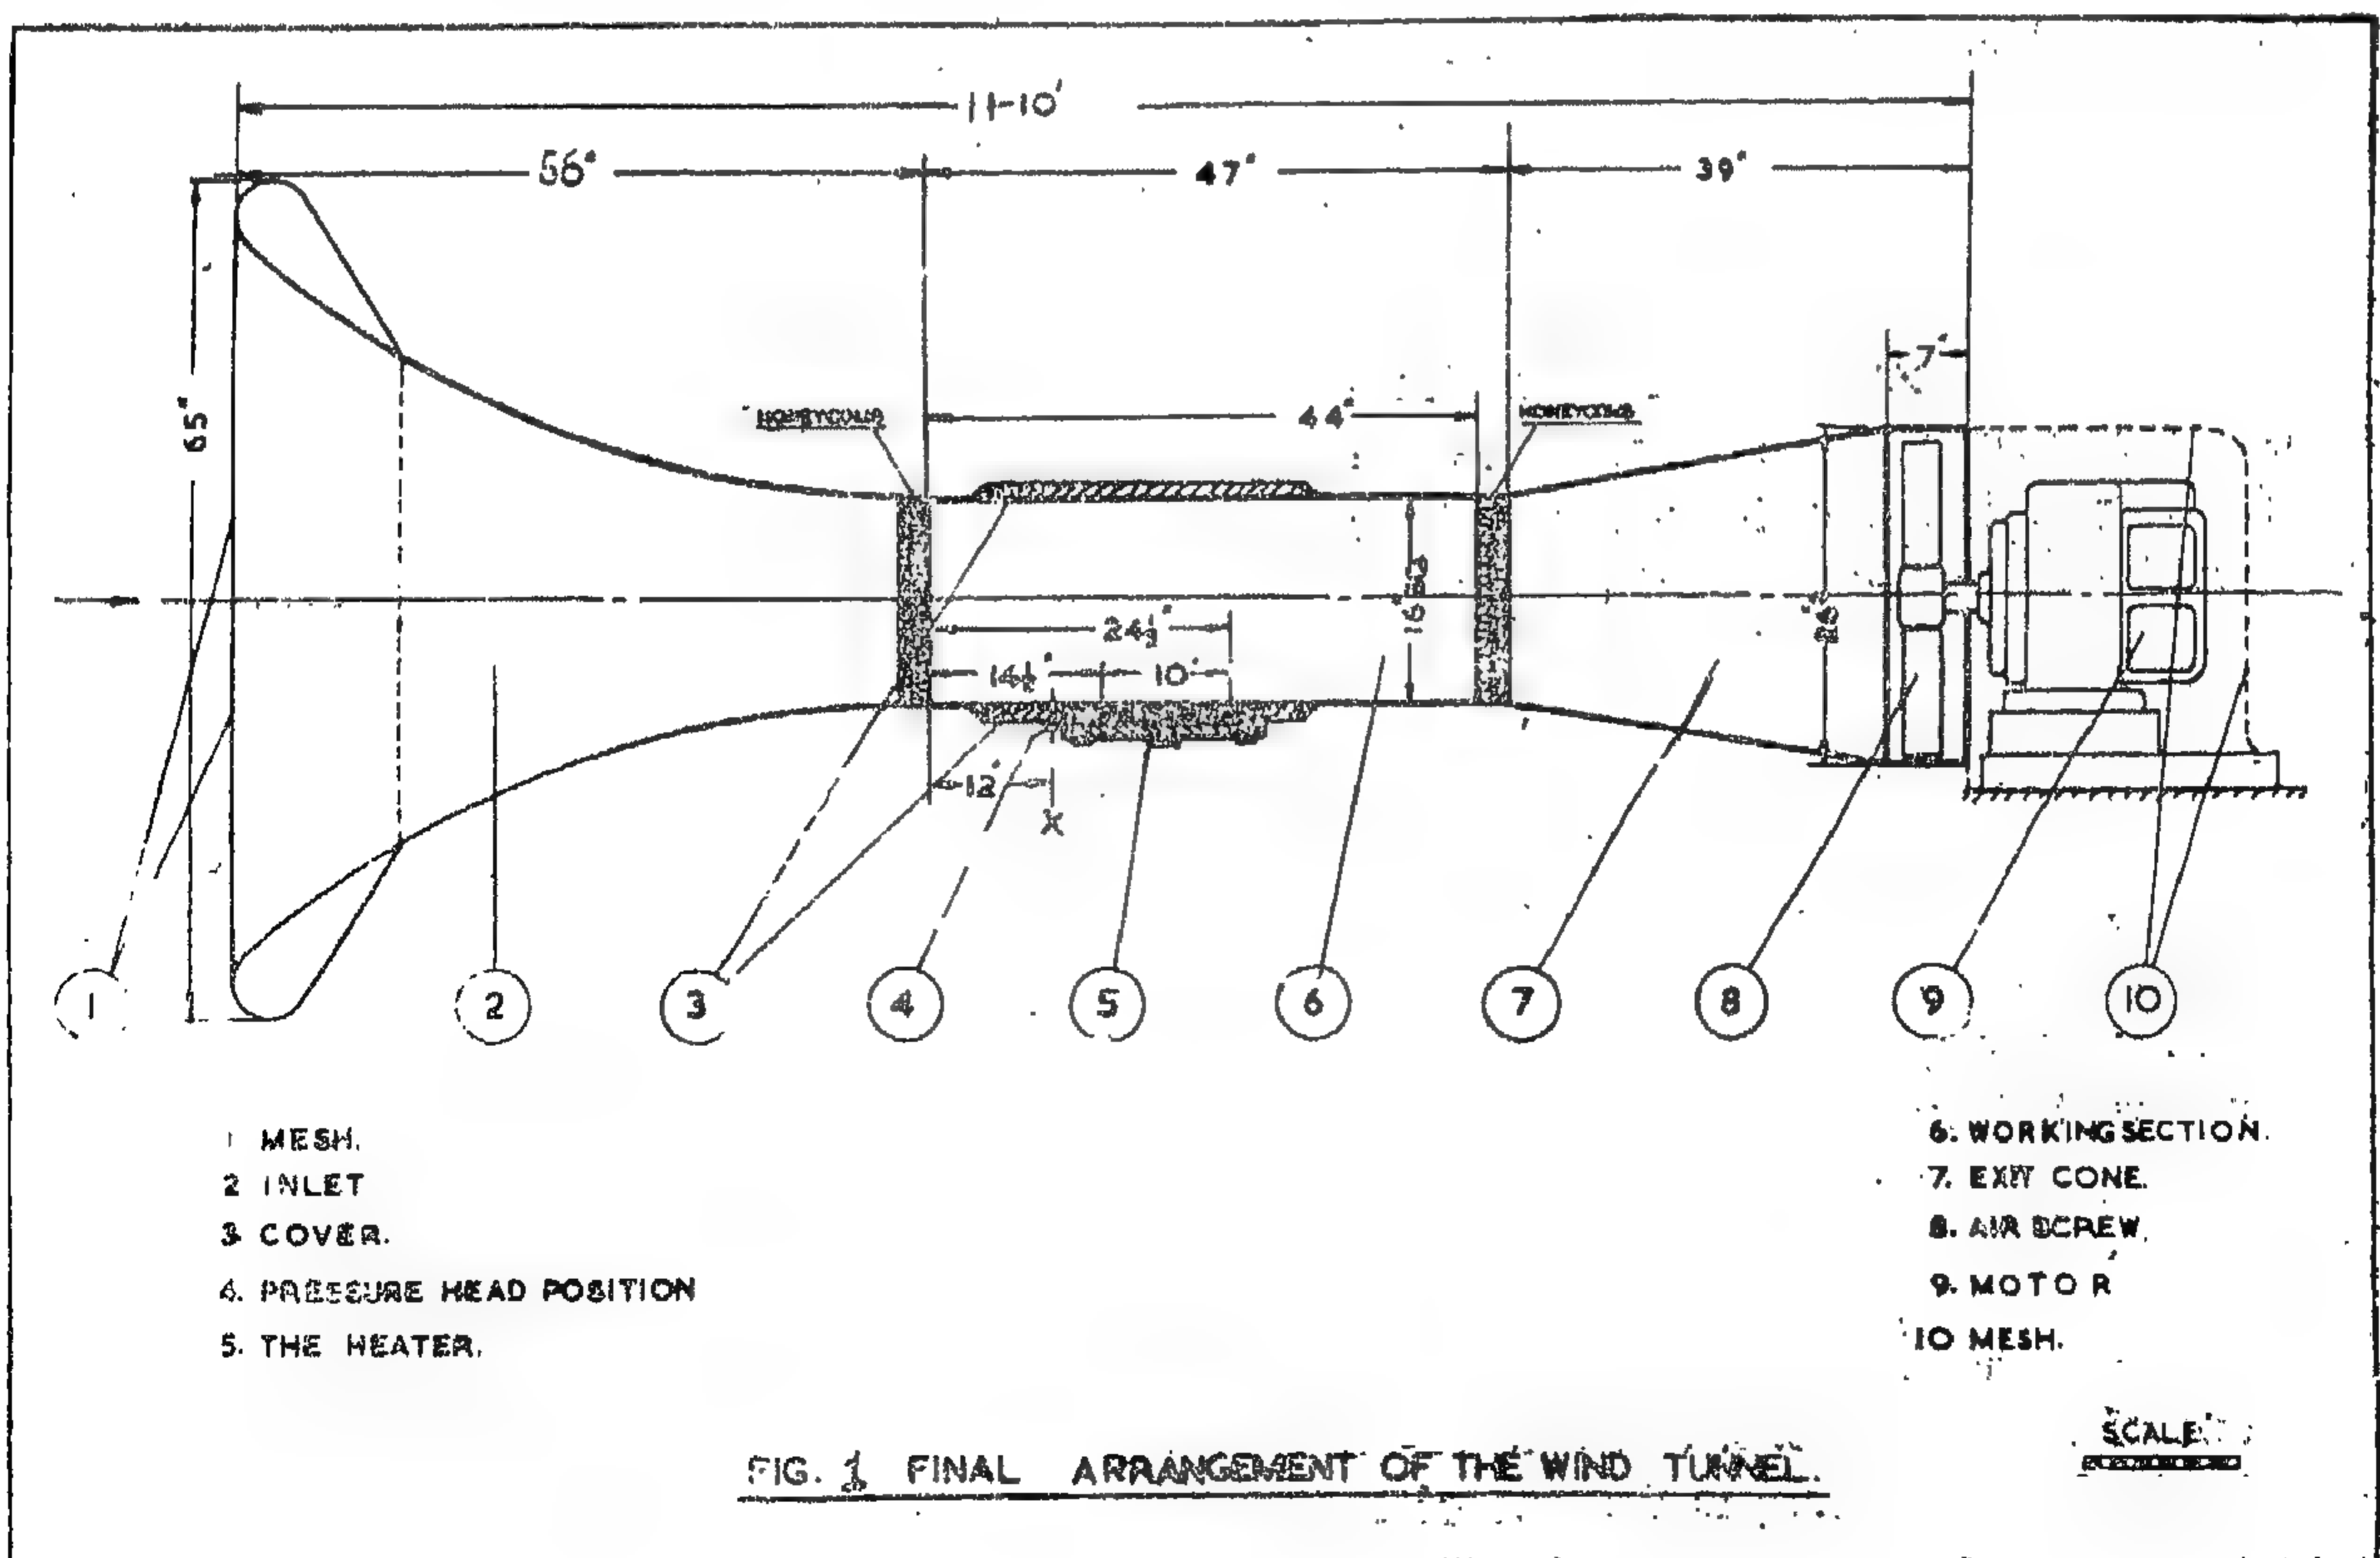 11-10'
56" 47" 39"
7"
65"
HONEYCOMB 44" HONEYCOMB
24½"
14½" 10"
16"
12"
X
1 2 3 4 5 6 7 8 9 10
1 MESH.
2 INLET
3 COVER.
4. PRESSURE HEAD POSITION
5. THE HEATER.
6. WORKING SECTION.
7. EXIT CONE.
8. AIR SCREW.
9. MOTOR
10 MESH.
SCALE
FIG. 1 FINAL ARRANGEMENT OF THE WIND TUNNEL.